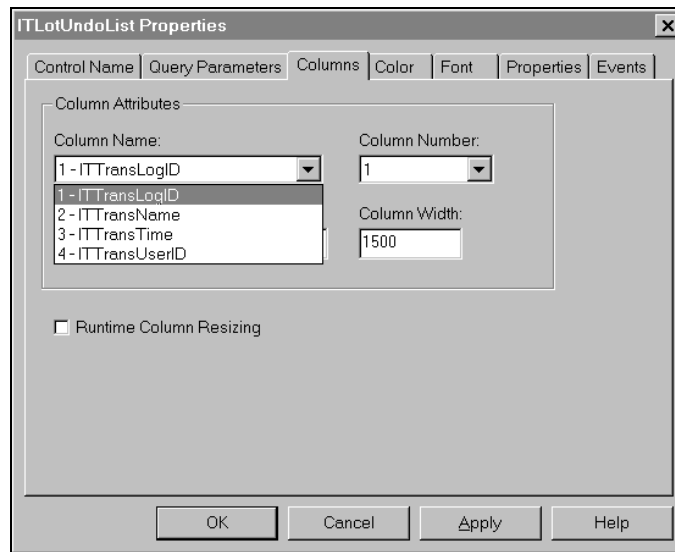 ITLotUndoList Properties
Control Name Query Parameters Columns Color Font Properties Events
Column Attributes
Column Name: Column Number:
1 - ITTransLogID 1
1 - ITTransLogID
2 - ITTransName Column Width:
3 - ITTransTime 1500
4 - ITTransUserID
Runtime Column Resizing
OK Cancel Apply Help